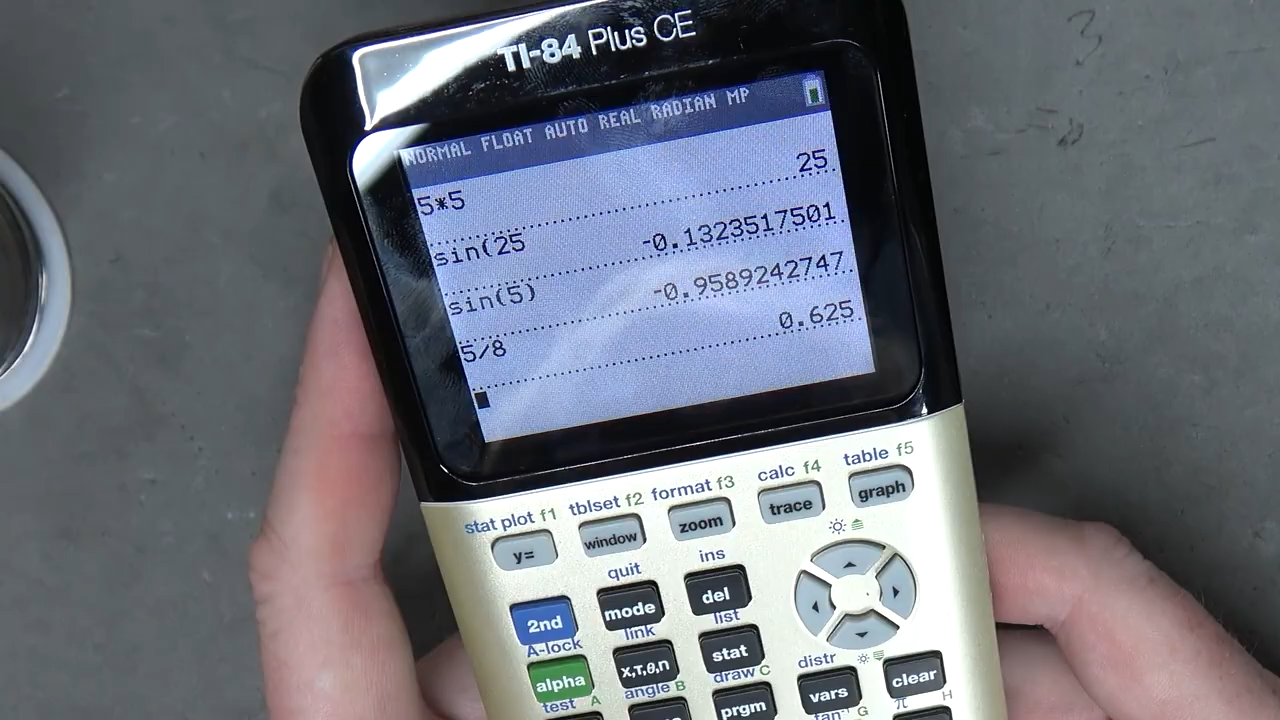 TI-84 Plus CE
NORMAL FLOAT AUTO REAL RADIAN MP
5*5
25
sin(25
-0.1323517501
sin(5)
-0.9589242747
5/8
0.625
stat plot f1 tblset f2 format f3 calc f4 table f5
y= window zoom trace graph
quit ins
2nd mode del
A-lock link list
alpha X,T,θ,n stat
test A angle B draw C distr
prgm vars clear
tan⁻¹ G π H
3